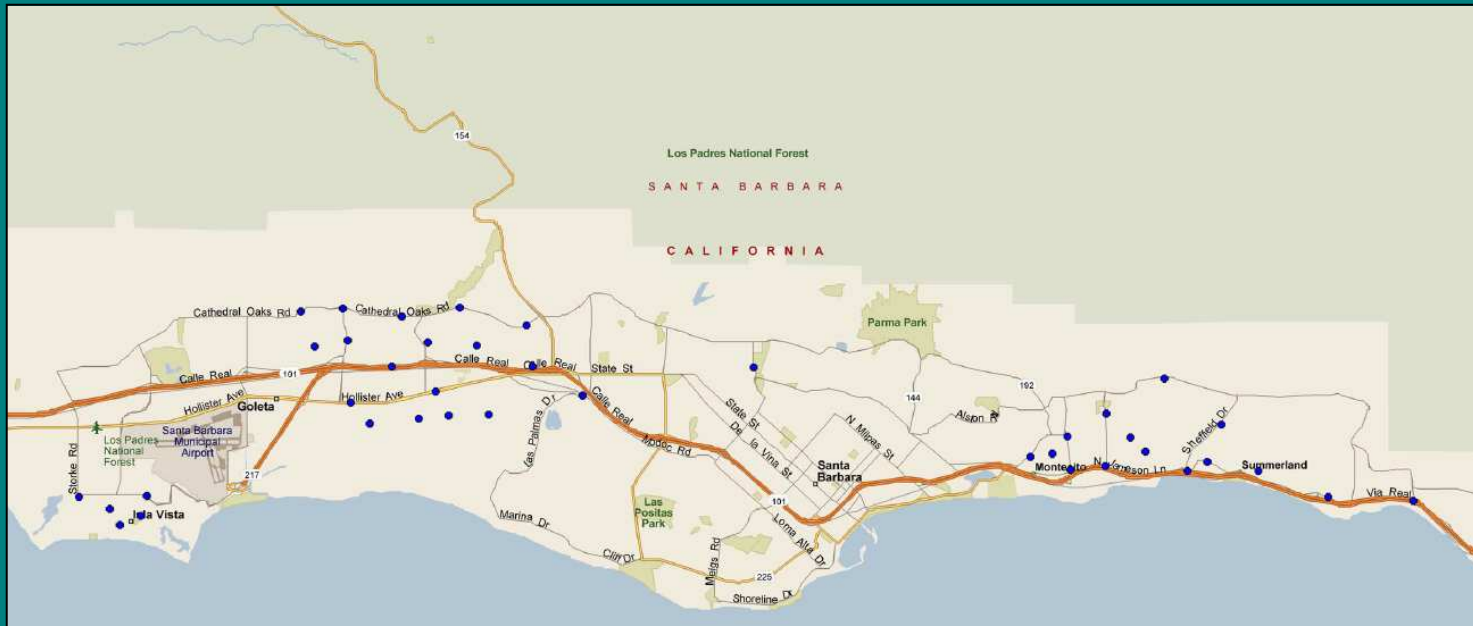 154
Los Padres National Forest
SANTA BARBARA
CALIFORNIA
Cathedral Oaks Rd
Cathedral Oaks Rd
Parma Park
Calle Real
101
Calle Real
Calle Real
State St
Hollister Ave
Hollister Ave
Goleta
192
144
Calle Real
Las Palmas Dr
State St
De la Vina St
N Milpas St
Sheffield Dr
Santa Barbara
Municipal
Airport
Los Padres
National
Forest
Storke Rd
217
Modoc Rd
Santa
Barbara
Montecito
N Jameson Ln
Summerland
Via Real
101
Las
Positas
Park
Isla Vista
Marina Dr
Cliff Dr
Meigs Rd
Loma Alta Dr
225
Shoreline Dr